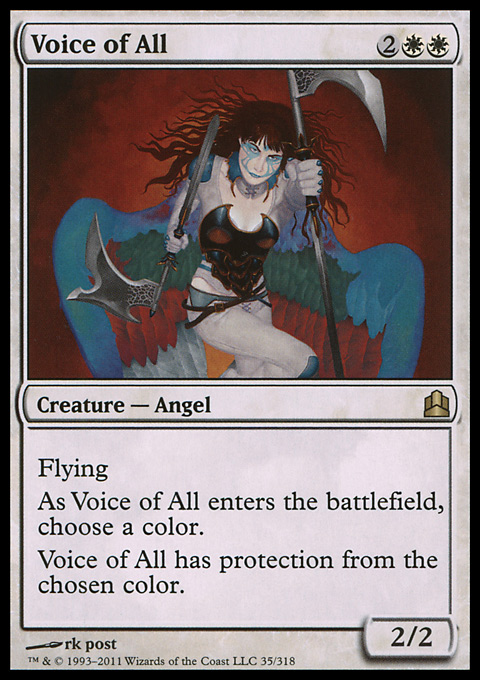 Voice of All 2
Creature — Angel
Flying
As Voice of All enters the battlefield,
choose a color.
Voice of All has protection from the
chosen color.
rk post
2/2
™ & © 1993–2011 Wizards of the Coast LLC 35/318